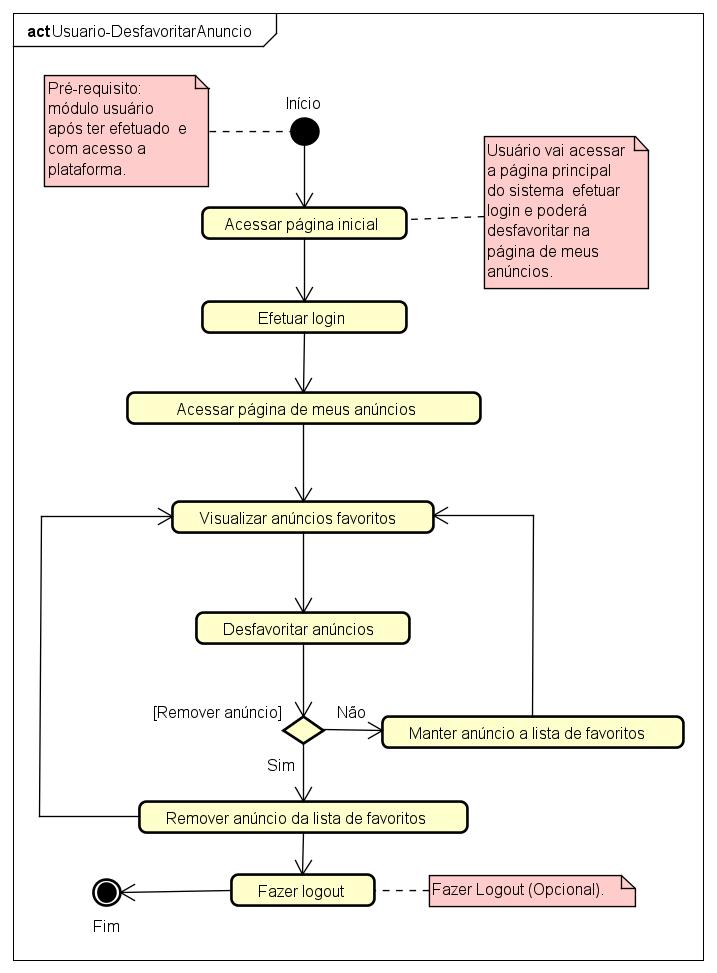 act Usuario-DesfavoritarAnuncio
Pré-requisito:
módulo usuário
após ter efetuado e
com acesso a
plataforma.
Início
Usuário vai acessar
a página principal
do sistema efetuar
login e poderá
desfavoritar na
página de meus
anúncios.
Acessar página inicial
Efetuar login
Acessar página de meus anúncios
Visualizar anúncios favoritos
Desfavoritar anúncios
[Remover anúncio]
Não
Manter anúncio a lista de favoritos
Sim
Remover anúncio da lista de favoritos
Fazer logout
Fazer Logout (Opcional).
Fim